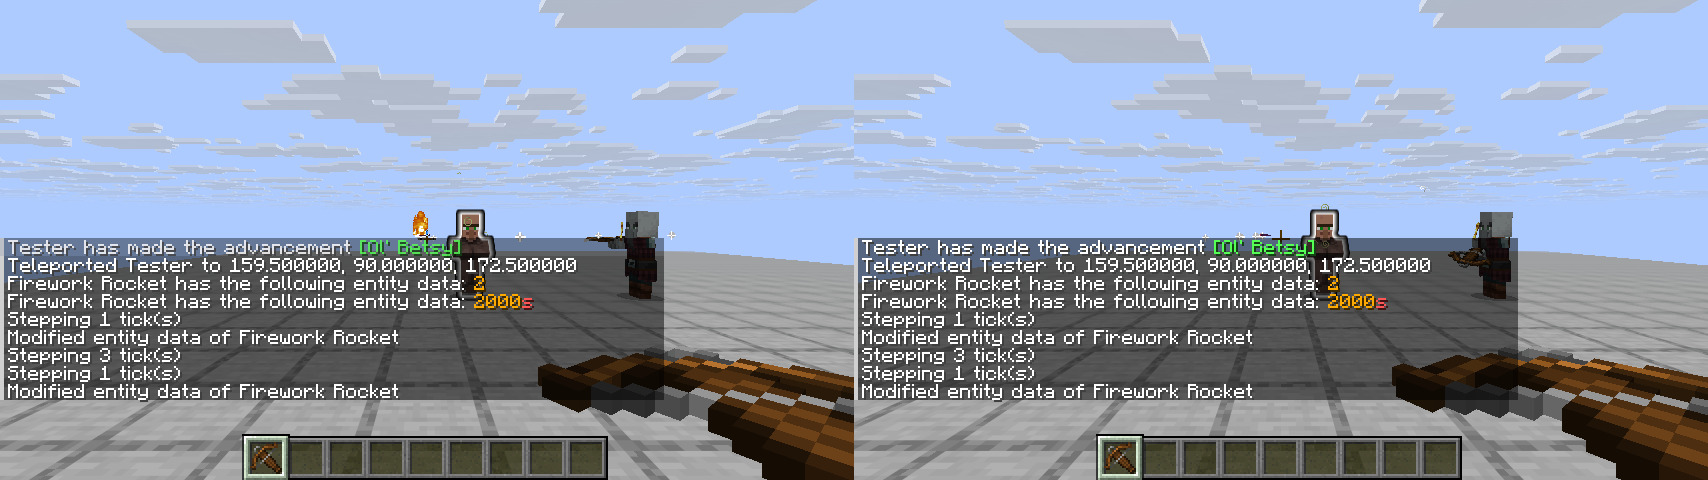 Tester has made the advancement [Ol' Betsy]
Teleported Tester to 159.500000, 90.000000, 172.500000
Firework Rocket has the following entity data: 2
Firework Rocket has the following entity data: 2000s
Stepping 1 tick(s)
Modified entity data of Firework Rocket
Stepping 3 tick(s)
Stepping 1 tick(s)
Modified entity data of Firework Rocket
Tester has made the advancement [Ol' Betsy]
Teleported Tester to 159.500000, 90.000000, 172.500000
Firework Rocket has the following entity data: 2
Firework Rocket has the following entity data: 2000s
Stepping 1 tick(s)
Modified entity data of Firework Rocket
Stepping 3 tick(s)
Stepping 1 tick(s)
Modified entity data of Firework Rocket